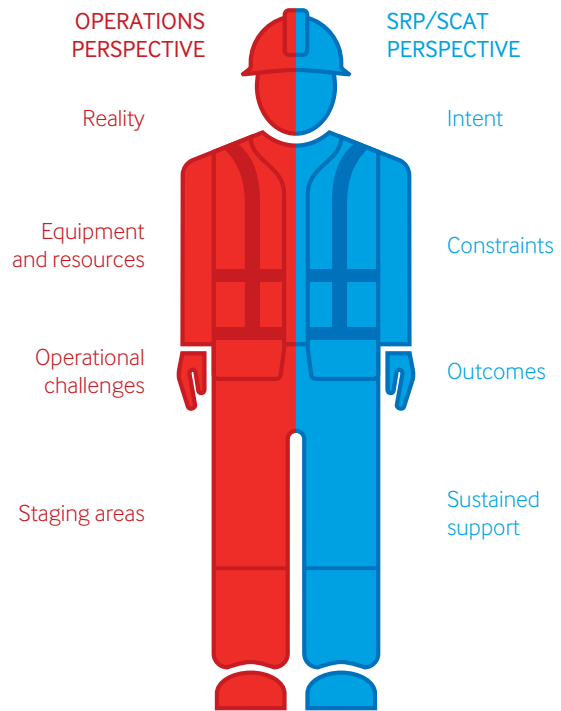 OPERATIONS
PERSPECTIVE
Reality
Equipment
and resources
Operational
challenges
Staging areas
SRP/SCAT
PERSPECTIVE
Intent
Constraints
Outcomes
Sustained
support